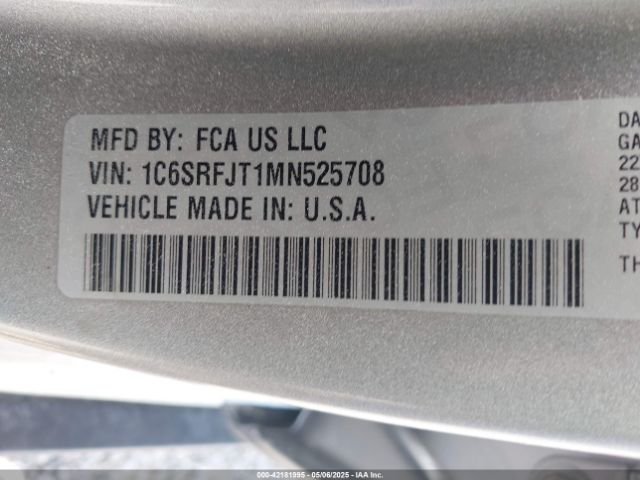 MFD BY: FCA US LLC
VIN: 1C6SRFJT1MN525708
VEHICLE MADE IN: U.S.A.
DA
GA
22
28
AT
TY
TH
000-42181995 - 05/06/2025 - IAA Inc.